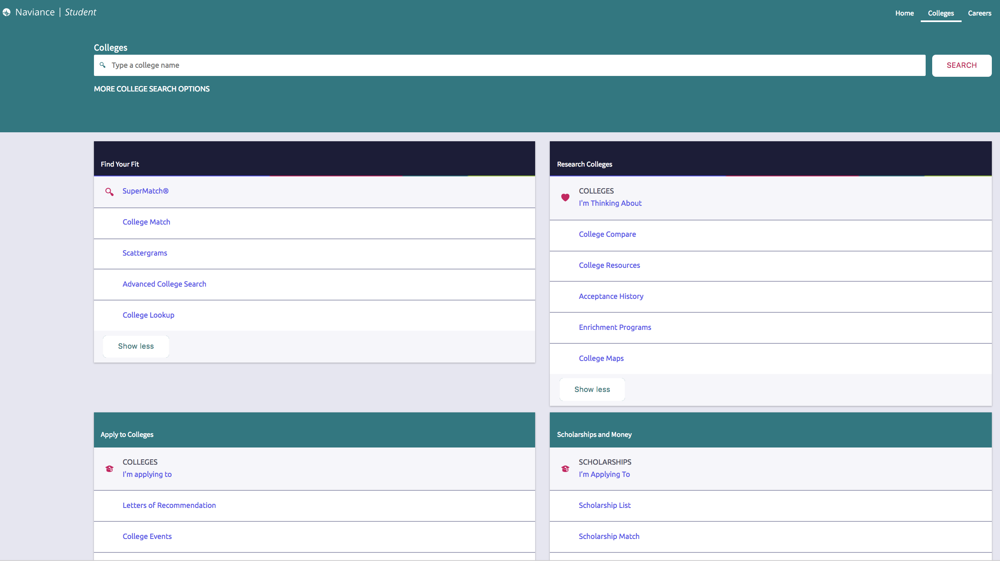 Naviance | Student
Home
Colleges
Careers
Colleges
Type a college name
SEARCH
MORE COLLEGE SEARCH OPTIONS
Find Your Fit
SuperMatch®
College Match
Scattergrams
Advanced College Search
College Lookup
Show less
Research Colleges
COLLEGES
I'm Thinking About
College Compare
College Resources
Acceptance History
Enrichment Programs
College Maps
Show less
Apply to Colleges
COLLEGES
I'm applying to
Letters of Recommendation
College Events
Scholarships and Money
SCHOLARSHIPS
I’m Applying To
Scholarship List
Scholarship Match